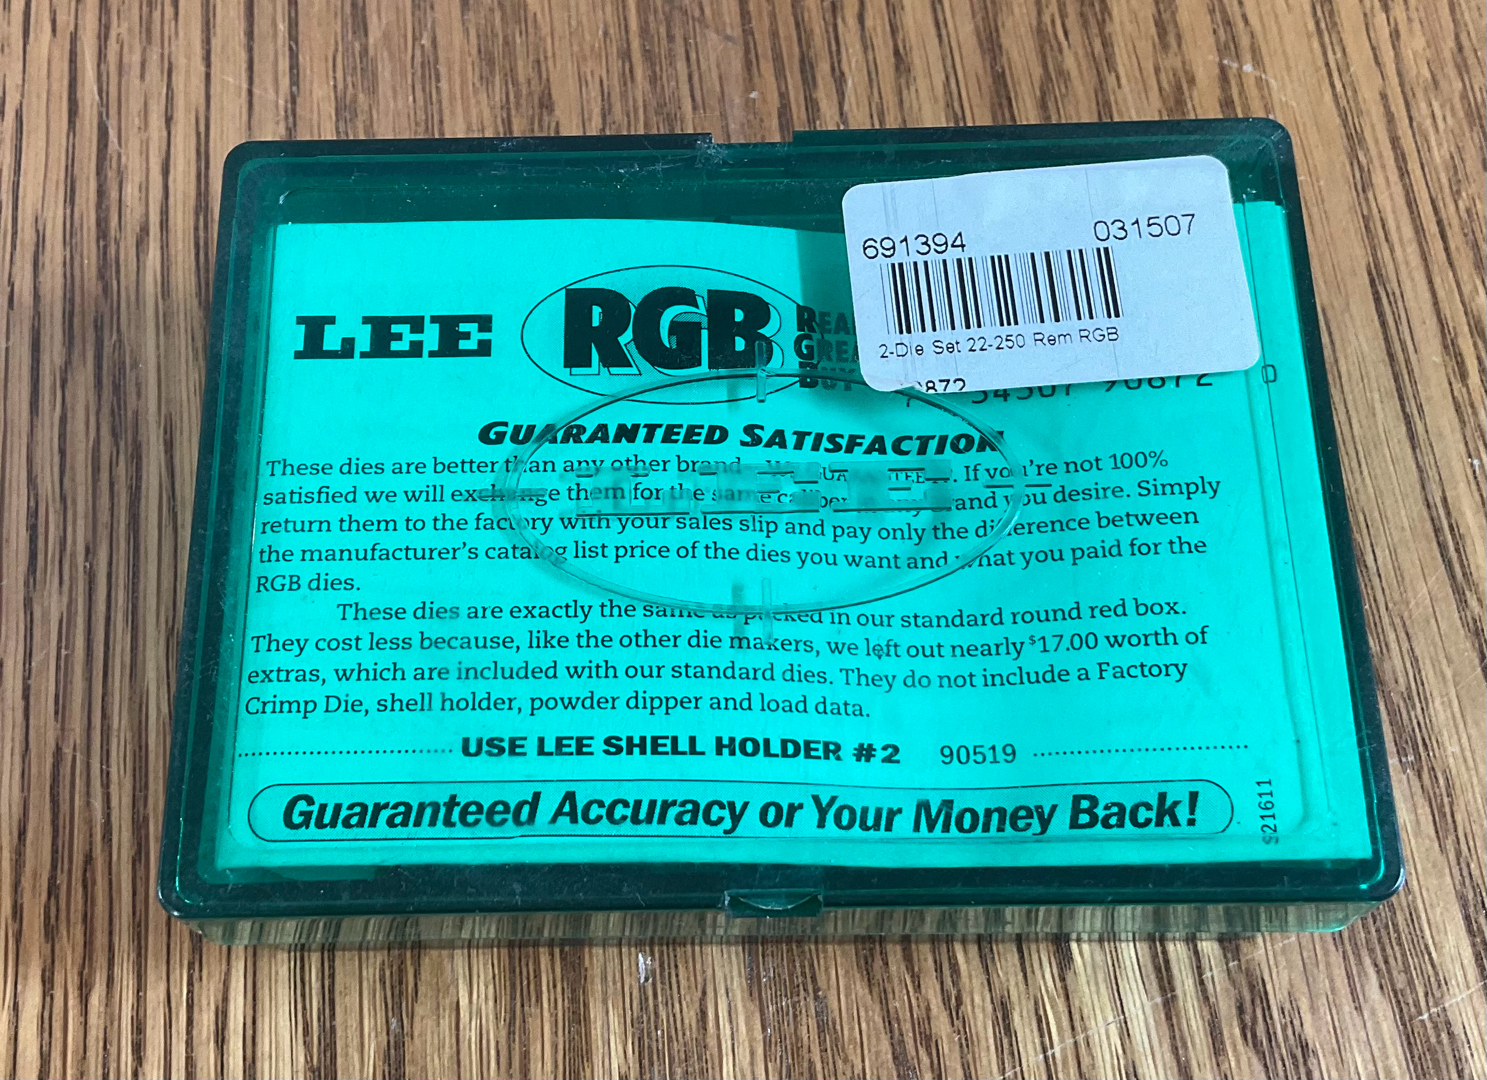 691394 031507
2-Die Set 22-250 Rem RGB
LEE RGB
GUARANTEED SATISFACTION
These dies are better than any other brand . If you're not 100%
satisfied we will exchange them for the same caliber brand you desire. Simply
return them to the factory with your sales slip and pay only the difference between
the manufacturer's catalog list price of the dies you want and what you paid for the
RGB dies.
These dies are exactly the same as packed in our standard round red box.
They cost less because, like the other die makers, we left out nearly $17.00 worth of
extras, which are included with our standard dies. They do not include a Factory
Crimp Die, shell holder, powder dipper and load data.
USE LEE SHELL HOLDER #2 90519
Guaranteed Accuracy or Your Money Back!
S21611